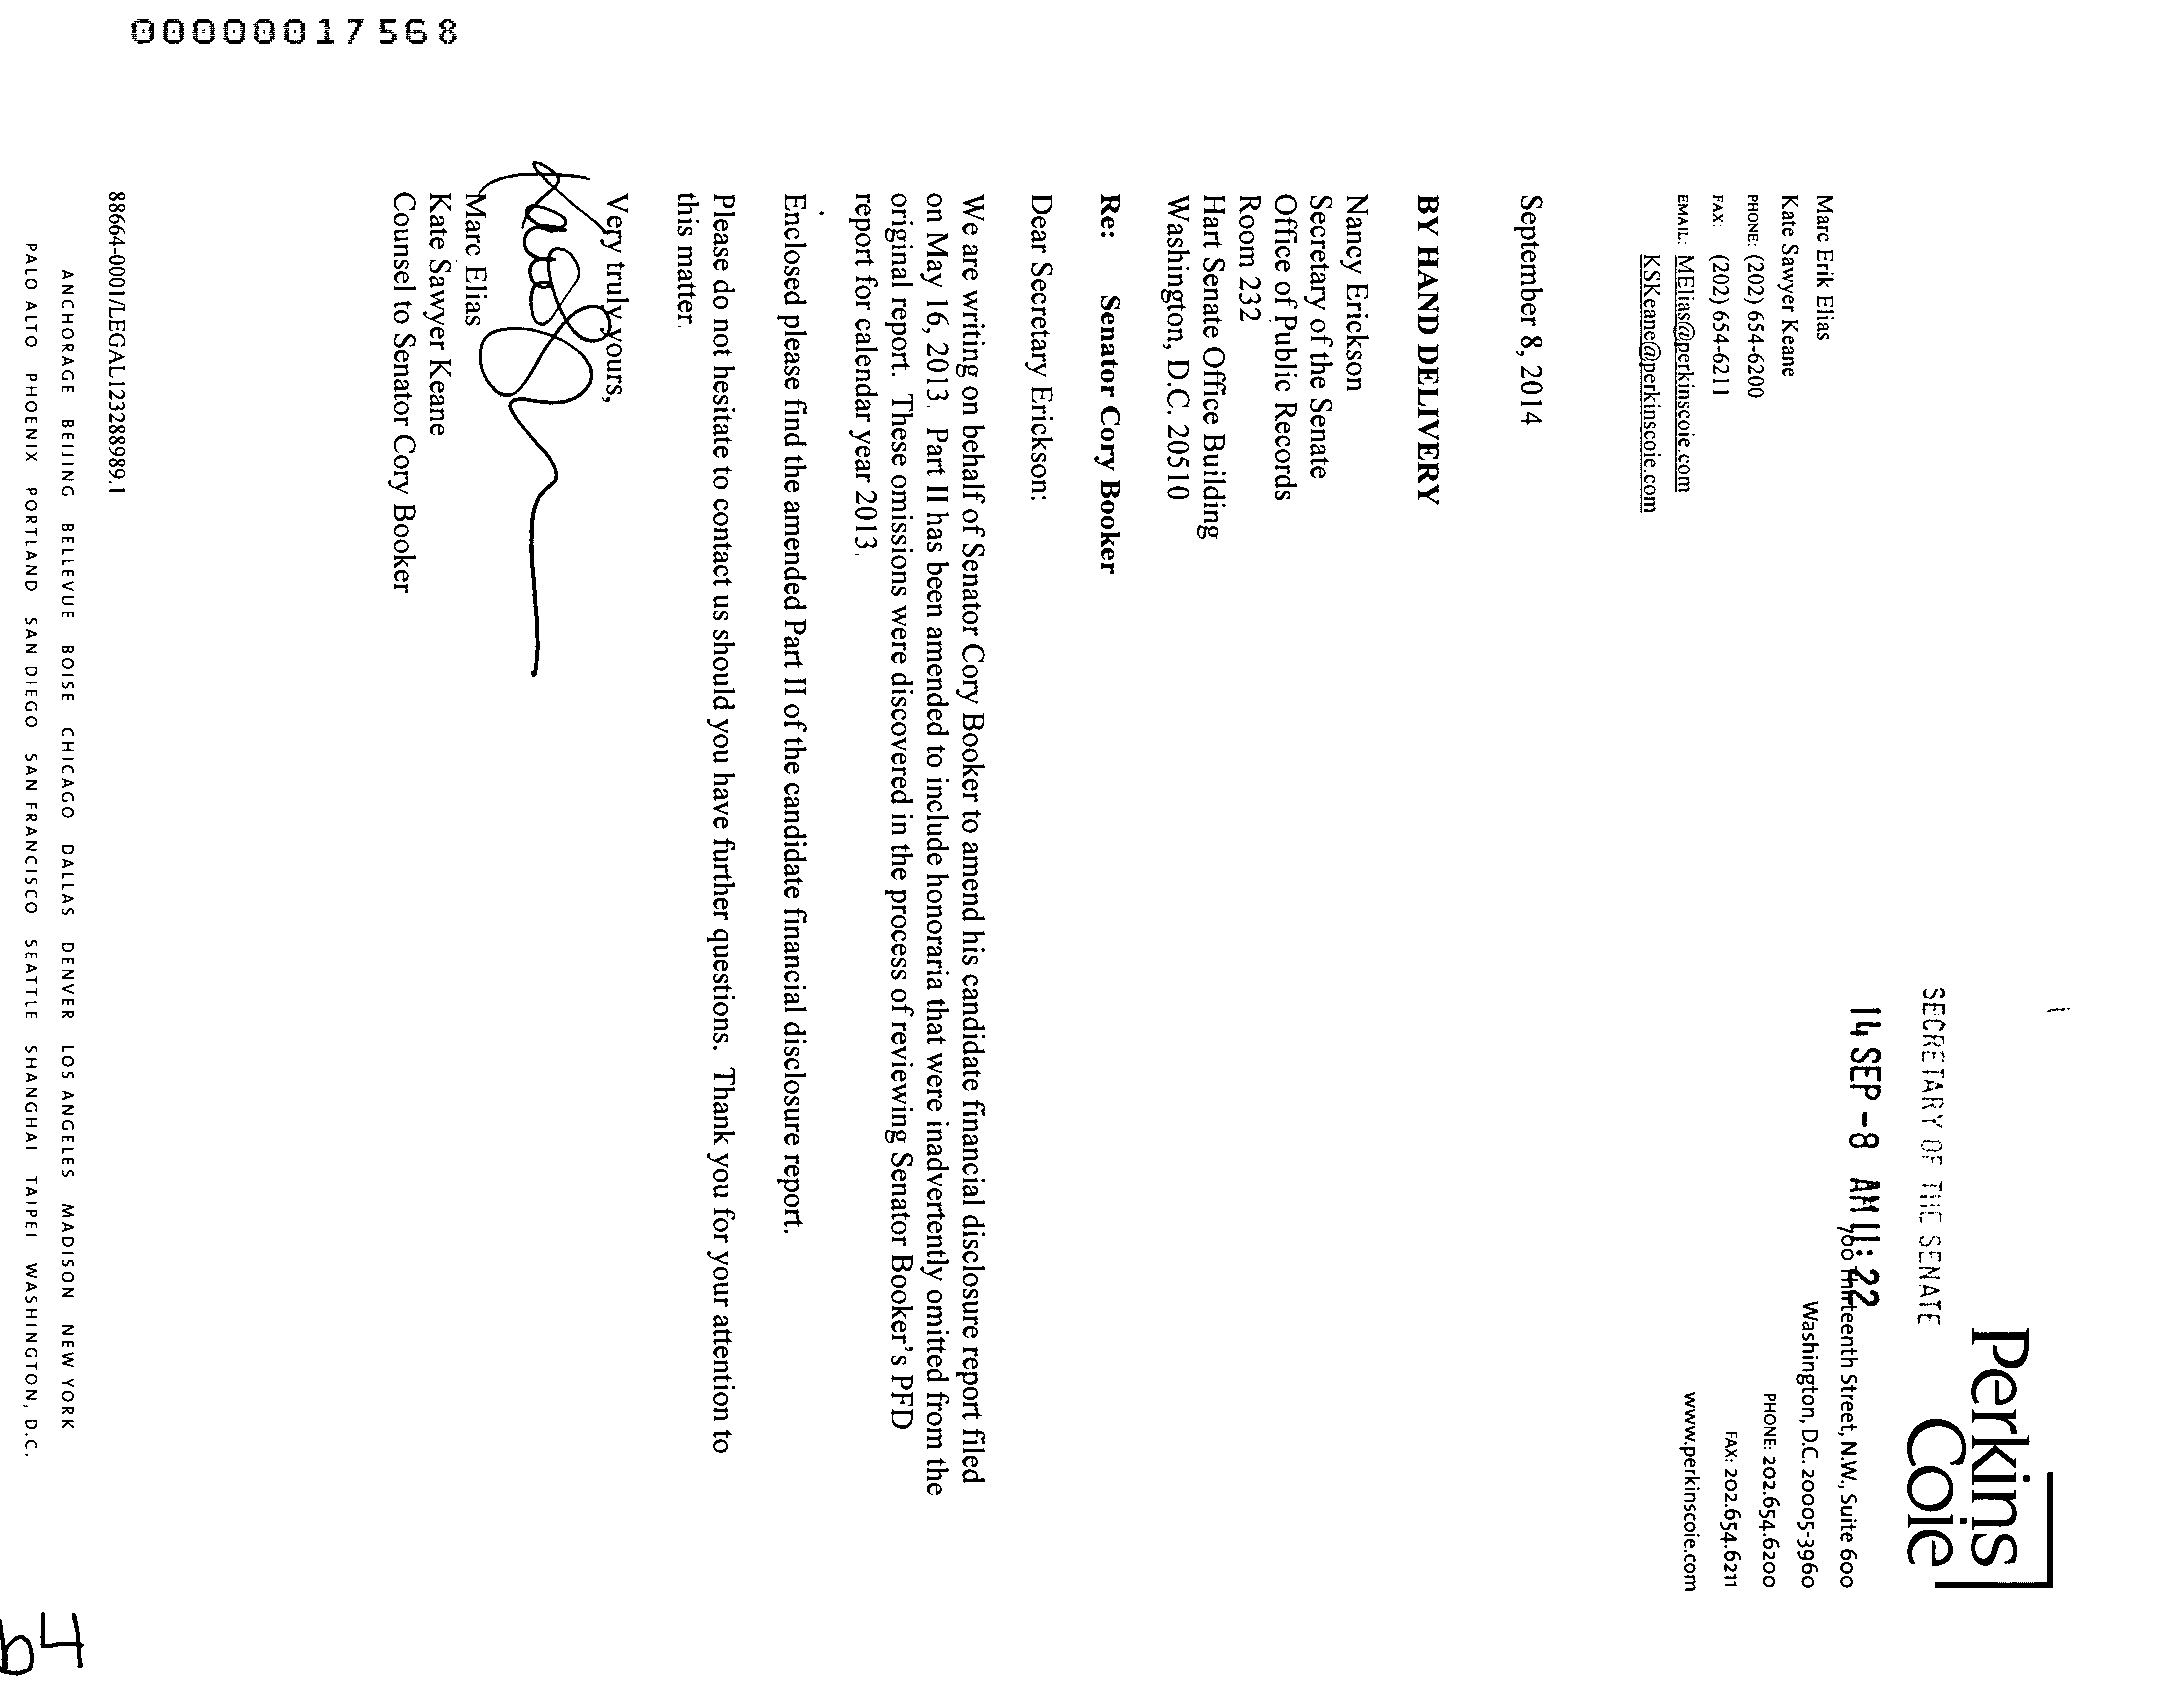 Perkins
Coie
SECRETARY OF THE SENATE
14 SEP -8 AM 11: 22
700 Thirteenth Street, N.W., Suite 600
Washington, D.C. 20005-3960
PHONE: 202.654.6200
FAX: 202.654.6211
www.perkinscoie.com
Marc Erik Elias
Kate Sawyer Keane
PHONE: (202) 654-6200
FAX: (202) 654-6211
EMAIL: MElias@perkinscoie.com
KSKeane@perkinscoie.com
September 8, 2014
BY HAND DELIVERY
Nancy Erickson
Secretary of the Senate
Office of Public Records
Room 232
Hart Senate Office Building
Washington, D.C. 20510
Re: Senator Cory Booker
Dear Secretary Erickson:
We are writing on behalf of Senator Cory Booker to amend his candidate financial disclosure report filed
on May 16, 2013. Part II has been amended to include honoraria that were inadvertently omitted from the
original report. These omissions were discovered in the process of reviewing Senator Booker's PFD
report for calendar year 2013.
Enclosed please find the amended Part II of the candidate financial disclosure report.
Please do not hesitate to contact us should you have further questions. Thank you for your attention to
this matter.
Very truly yours,
Marc Elias
Kate Sawyer Keane
Counsel to Senator Cory Booker
88664-0001/LEGAL123288989.1
ANCHORAGE BEIJING BELLEVUE BOISE CHICAGO DALLAS DENVER LOS ANGELES MADISON NEW YORK
PALO ALTO PHOENIX PORTLAND SAN DIEGO SAN FRANCISCO SEATTLE SHANGHAI TAIPEI WASHINGTON, D.C.
00000017568